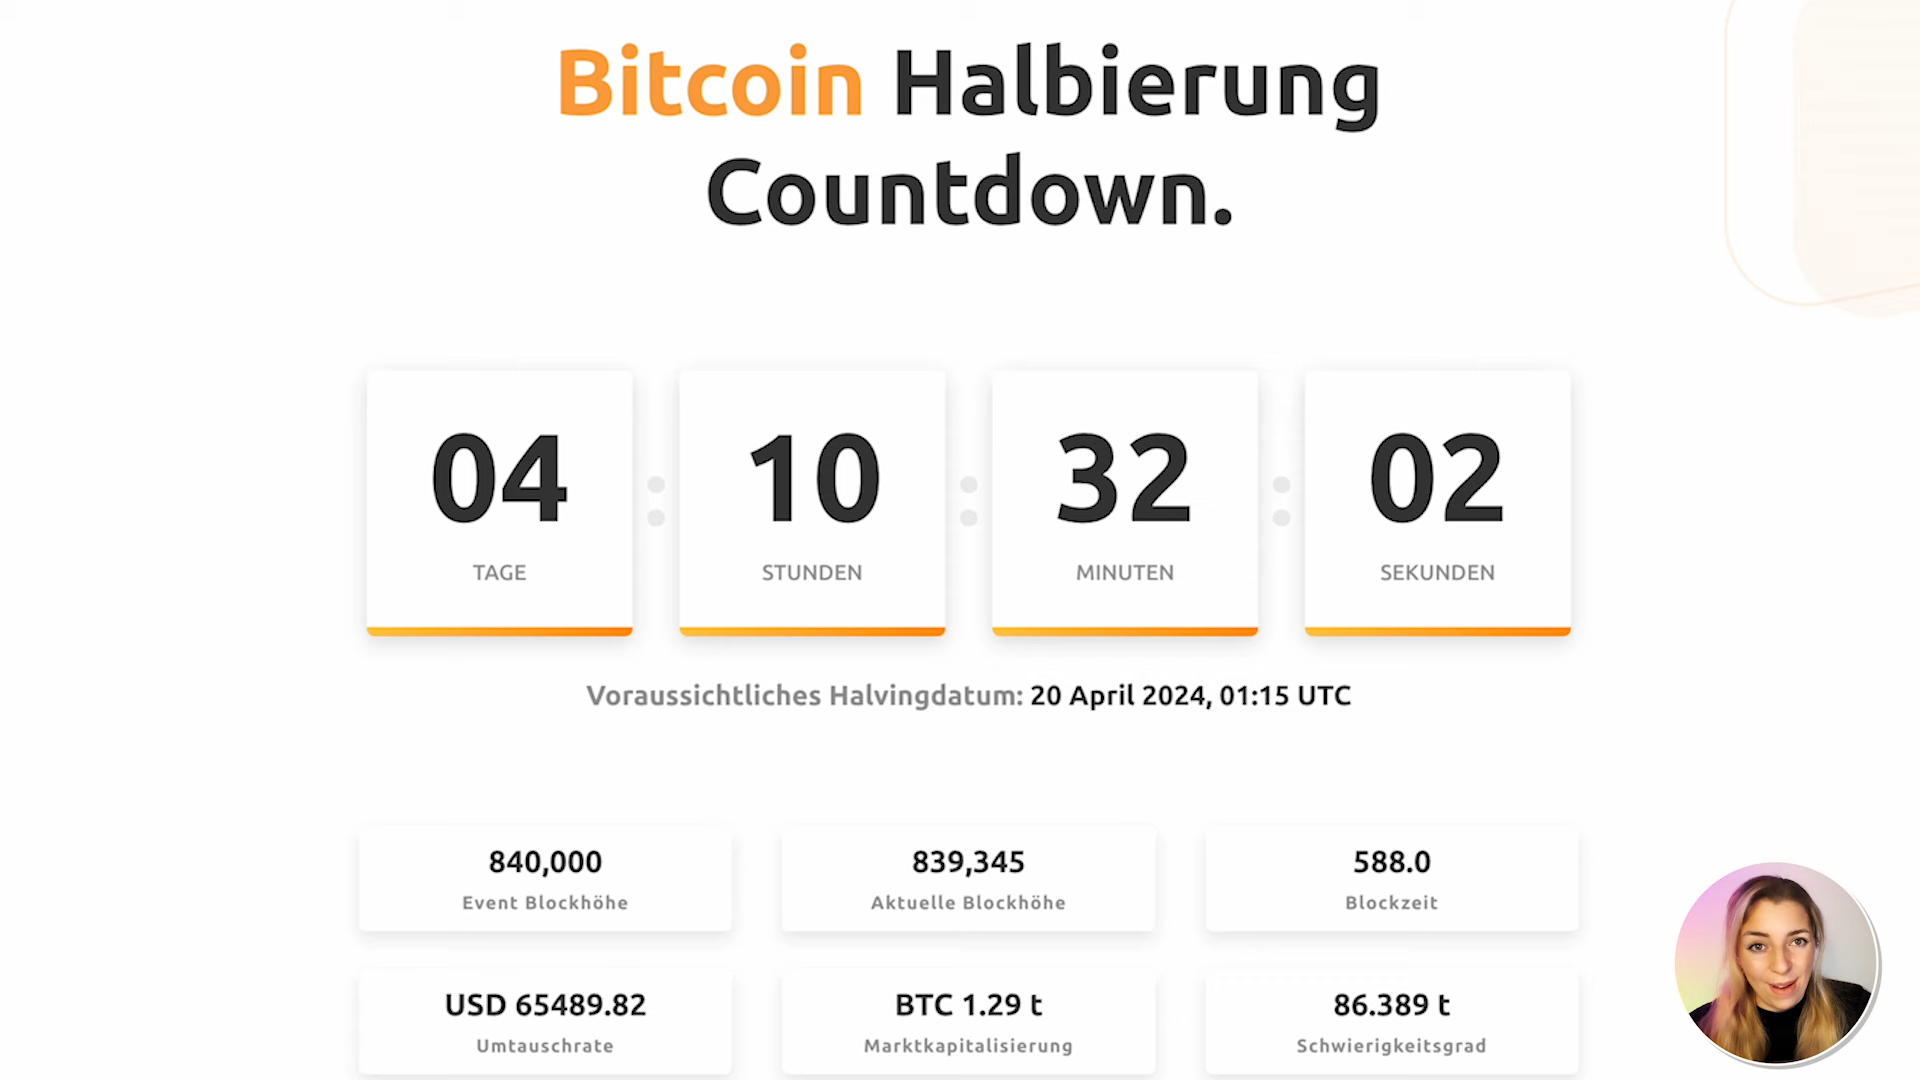 Bitcoin Halbierung
Countdown.
04 : 10 : 32 : 02
TAGE STUNDEN MINUTEN SEKUNDEN
Voraussichtliches Halvingdatum: 20 April 2024, 01:15 UTC
840,000 839,345 588.0
Event Blockhöhe Aktuelle Blockhöhe Blockzeit
USD 65489.82 BTC 1.29 t 86.389 t
Umtauschrate Marktkapitalisierung Schwierigkeitsgrad